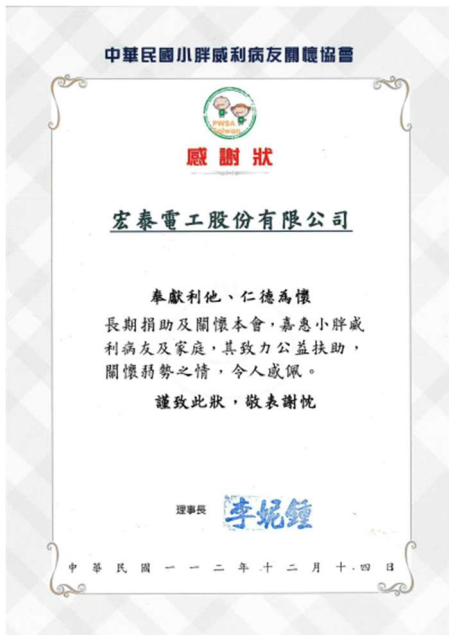 中華民國小胖威利病友關懷協會
PWSA
Taiwan
感謝狀
宏泰電工股份有限公司
奉獻利他、仁德為懷
長期捐助及關懷本會，嘉惠小胖威
利病友及家庭，其致力公益扶助，
關懷弱勢之情，令人感佩。
謹致此狀，敬表謝忱
理事長 李妮鍾
中華民國一一二年十二月十四日